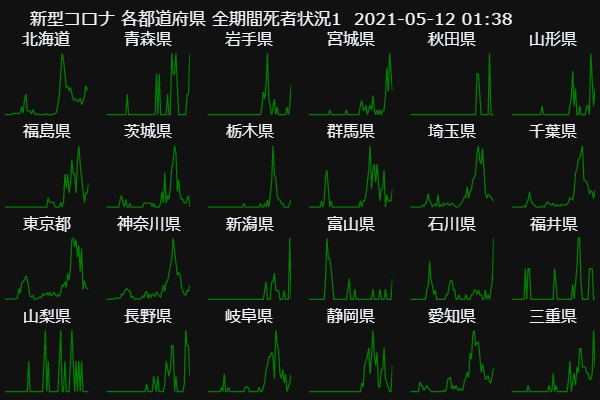 新型コロナ 各都道府県 全期間死者状況1 2021-05-12 01:38
北海道 青森県 岩手県 宮城県 秋田県 山形県
福島県 茨城県 栃木県 群馬県 埼玉県 千葉県
東京都 神奈川県 新潟県 富山県 石川県 福井県
山梨県 長野県 岐阜県 静岡県 愛知県 三重県